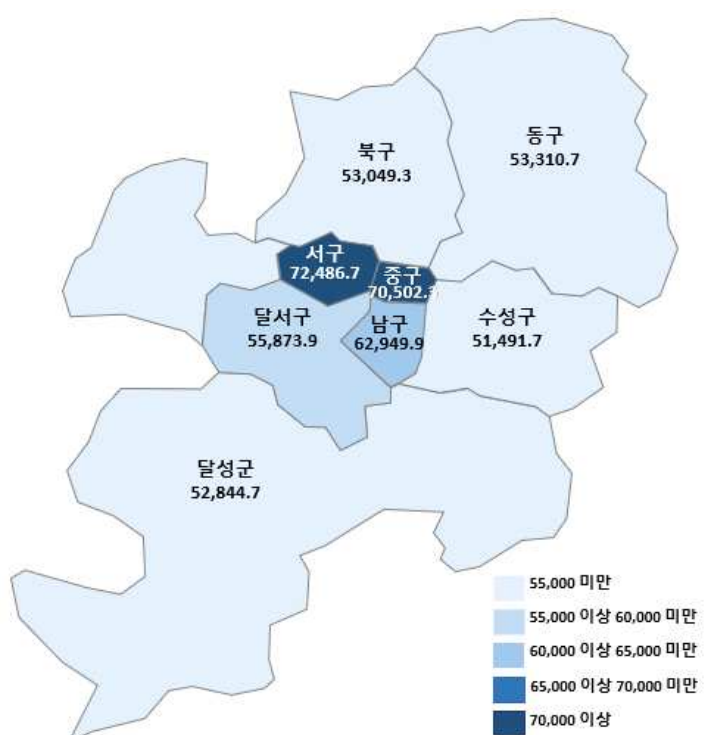 동구
53,310.7
북구
53,049.3
서구
72,486.7
중구
70,502.
달서구
55,873.9
남구
62,949.9
수성구
51,491.7
달성군
52,844.7
55,000 미만
55,000 이상 60,000 미만
60,000 이상 65,000 미만
65,000 이상 70,000 미만
70,000 이상